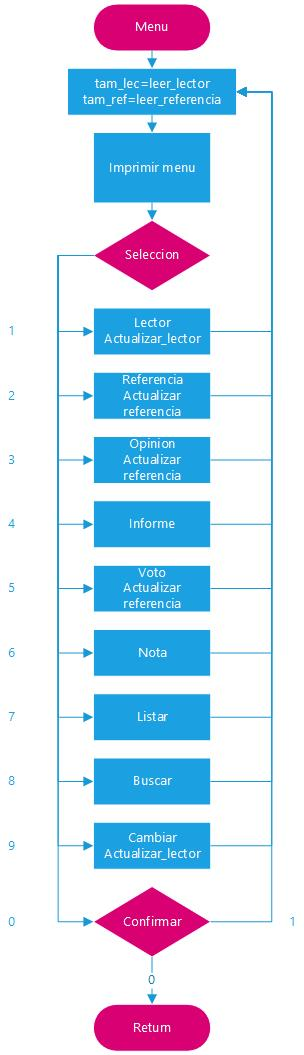 Menu
tam_lec=leer_lector
tam_ref=leer_referencia
Imprimir menu
Seleccion
1
Lector
Actualizar_lector
2
Referencia
Actualizar
referencia
3
Opinion
Actualizar
referencia
4
Informe
5
Voto
Actualizar
referencia
6
Nota
7
Listar
8
Buscar
9
Cambiar
Actualizar_lector
0
Confirmar
1
0
Return